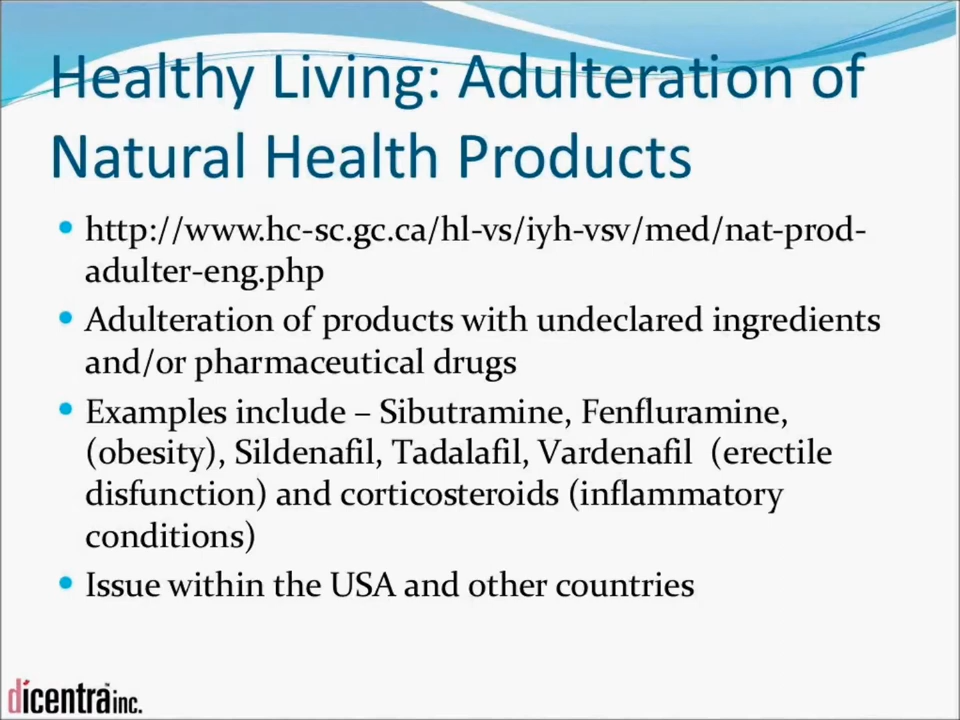 Healthy Living: Adulteration of
Natural Health Products
• http://www.hc-sc.gc.ca/hl-vs/iyh-vsv/med/nat-prod-
adulter-eng.php
• Adulteration of products with undeclared ingredients
and/or pharmaceutical drugs
• Examples include – Sibutramine, Fenfluramine,
(obesity), Sildenafil, Tadalafil, Vardenafil (erectile
disfunction) and corticosteroids (inflammatory
conditions)
• Issue within the USA and other countries
dicentra™ inc.